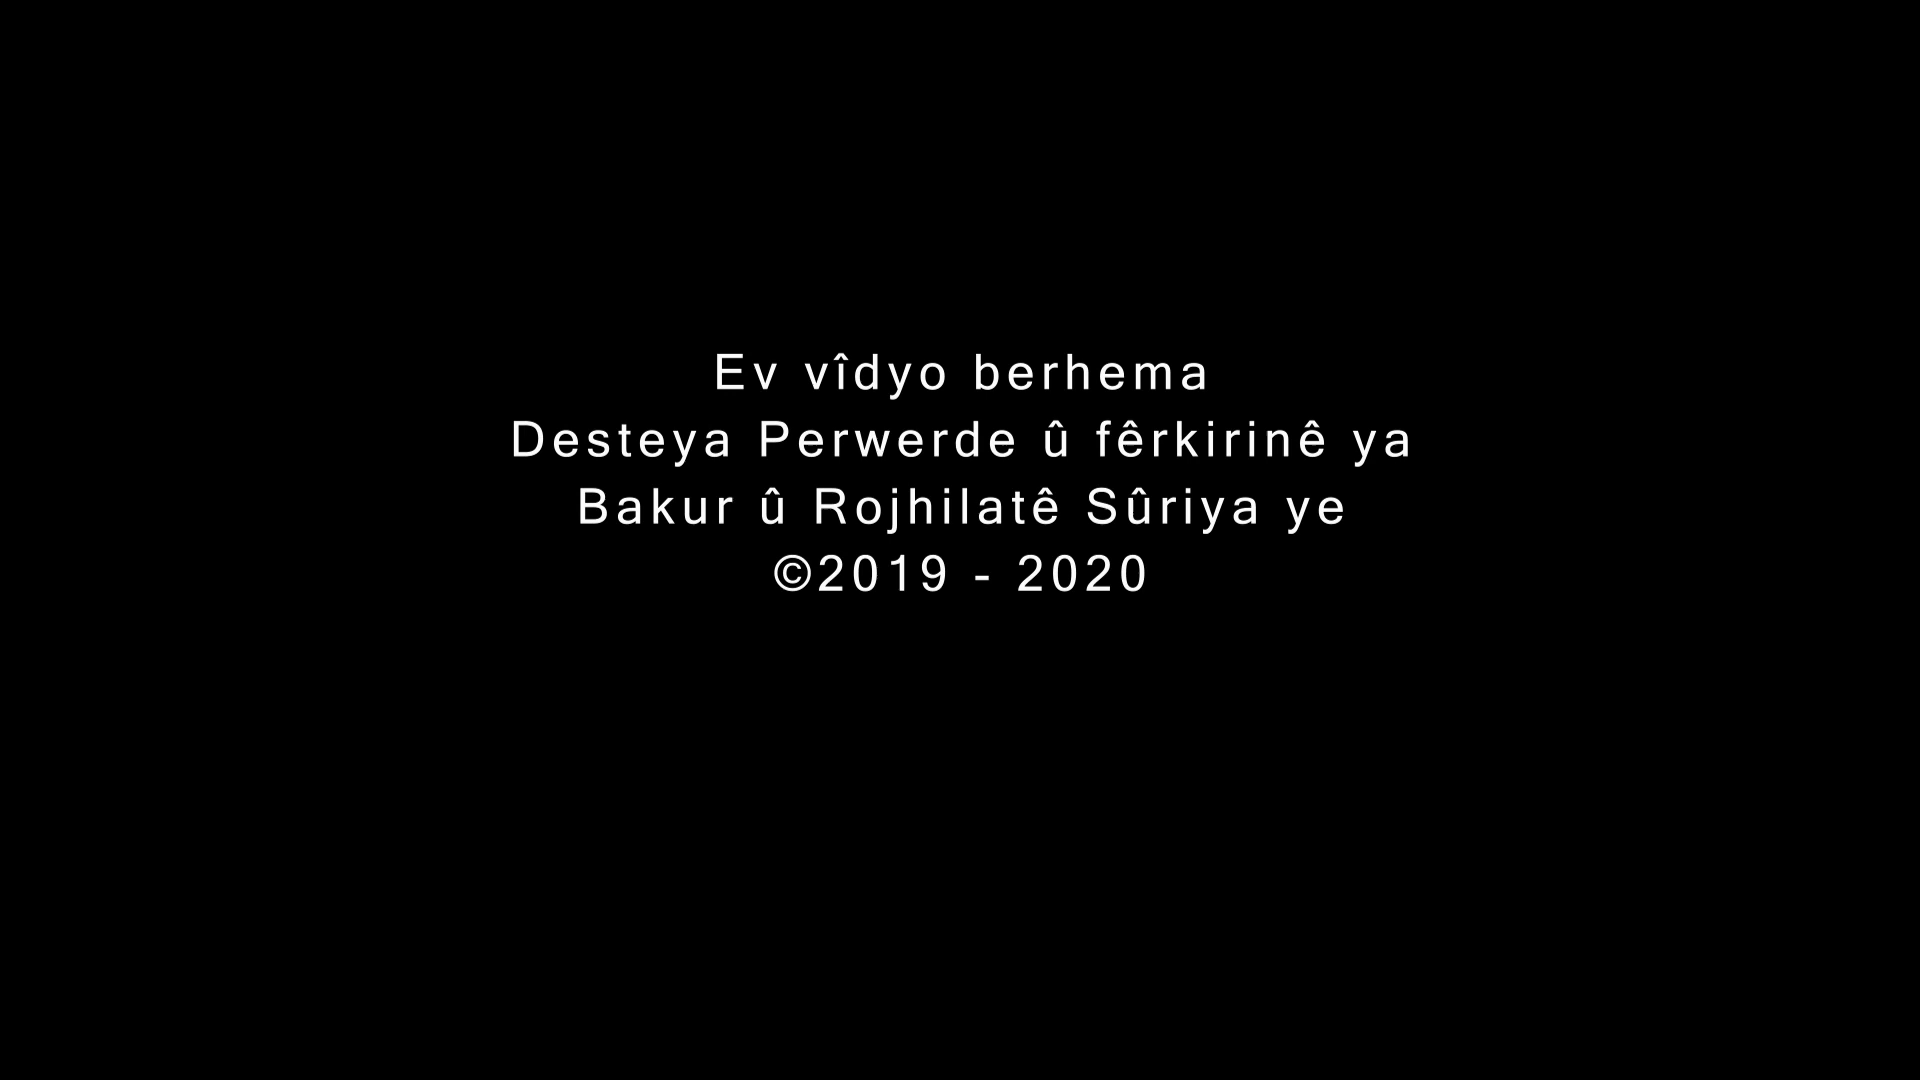 Ev vîdyo berhema
Desteya Perwerde û fêrkirinê ya
Bakur û Rojhilatê Sûriya ye
©2019 - 2020